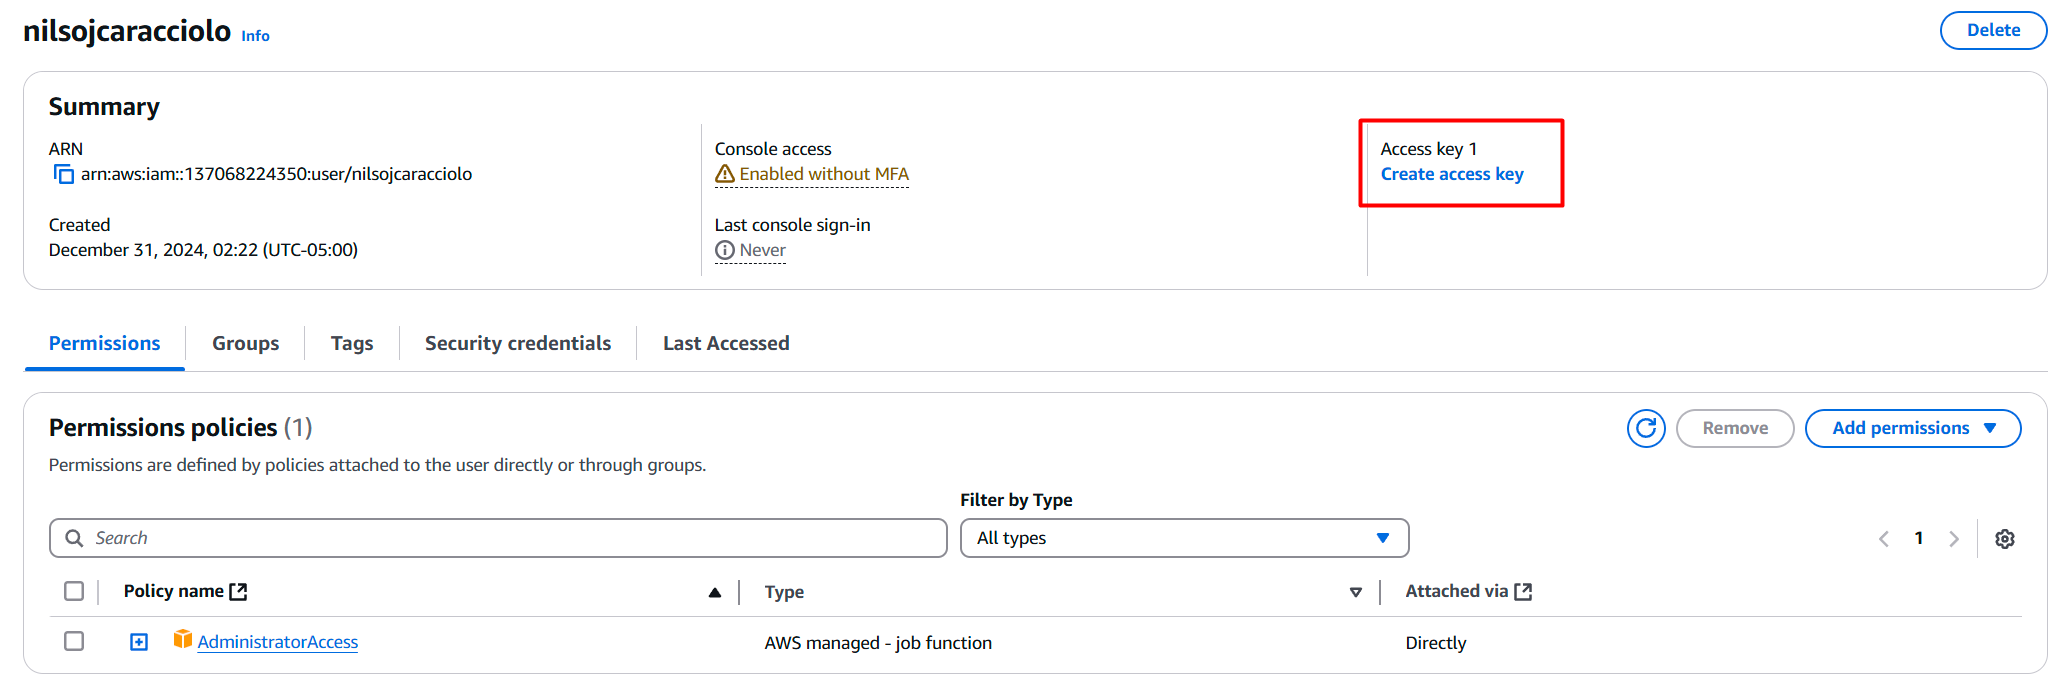 nilsojcaracciolo Info
Delete
Summary
ARN
arn:aws:iam::137068224350:user/nilsojcaracciolo
Created
December 31, 2024, 02:22 (UTC-05:00)
Console access
Enabled without MFA
Last console sign-in
Never
Access key 1
Create access key
Permissions Groups Tags Security credentials Last Accessed
Permissions policies (1)
Remove Add permissions
Permissions are defined by policies attached to the user directly or through groups.
Filter by Type
Search All types 1
Policy name Type Attached via
AdministratorAccess AWS managed - job function Directly